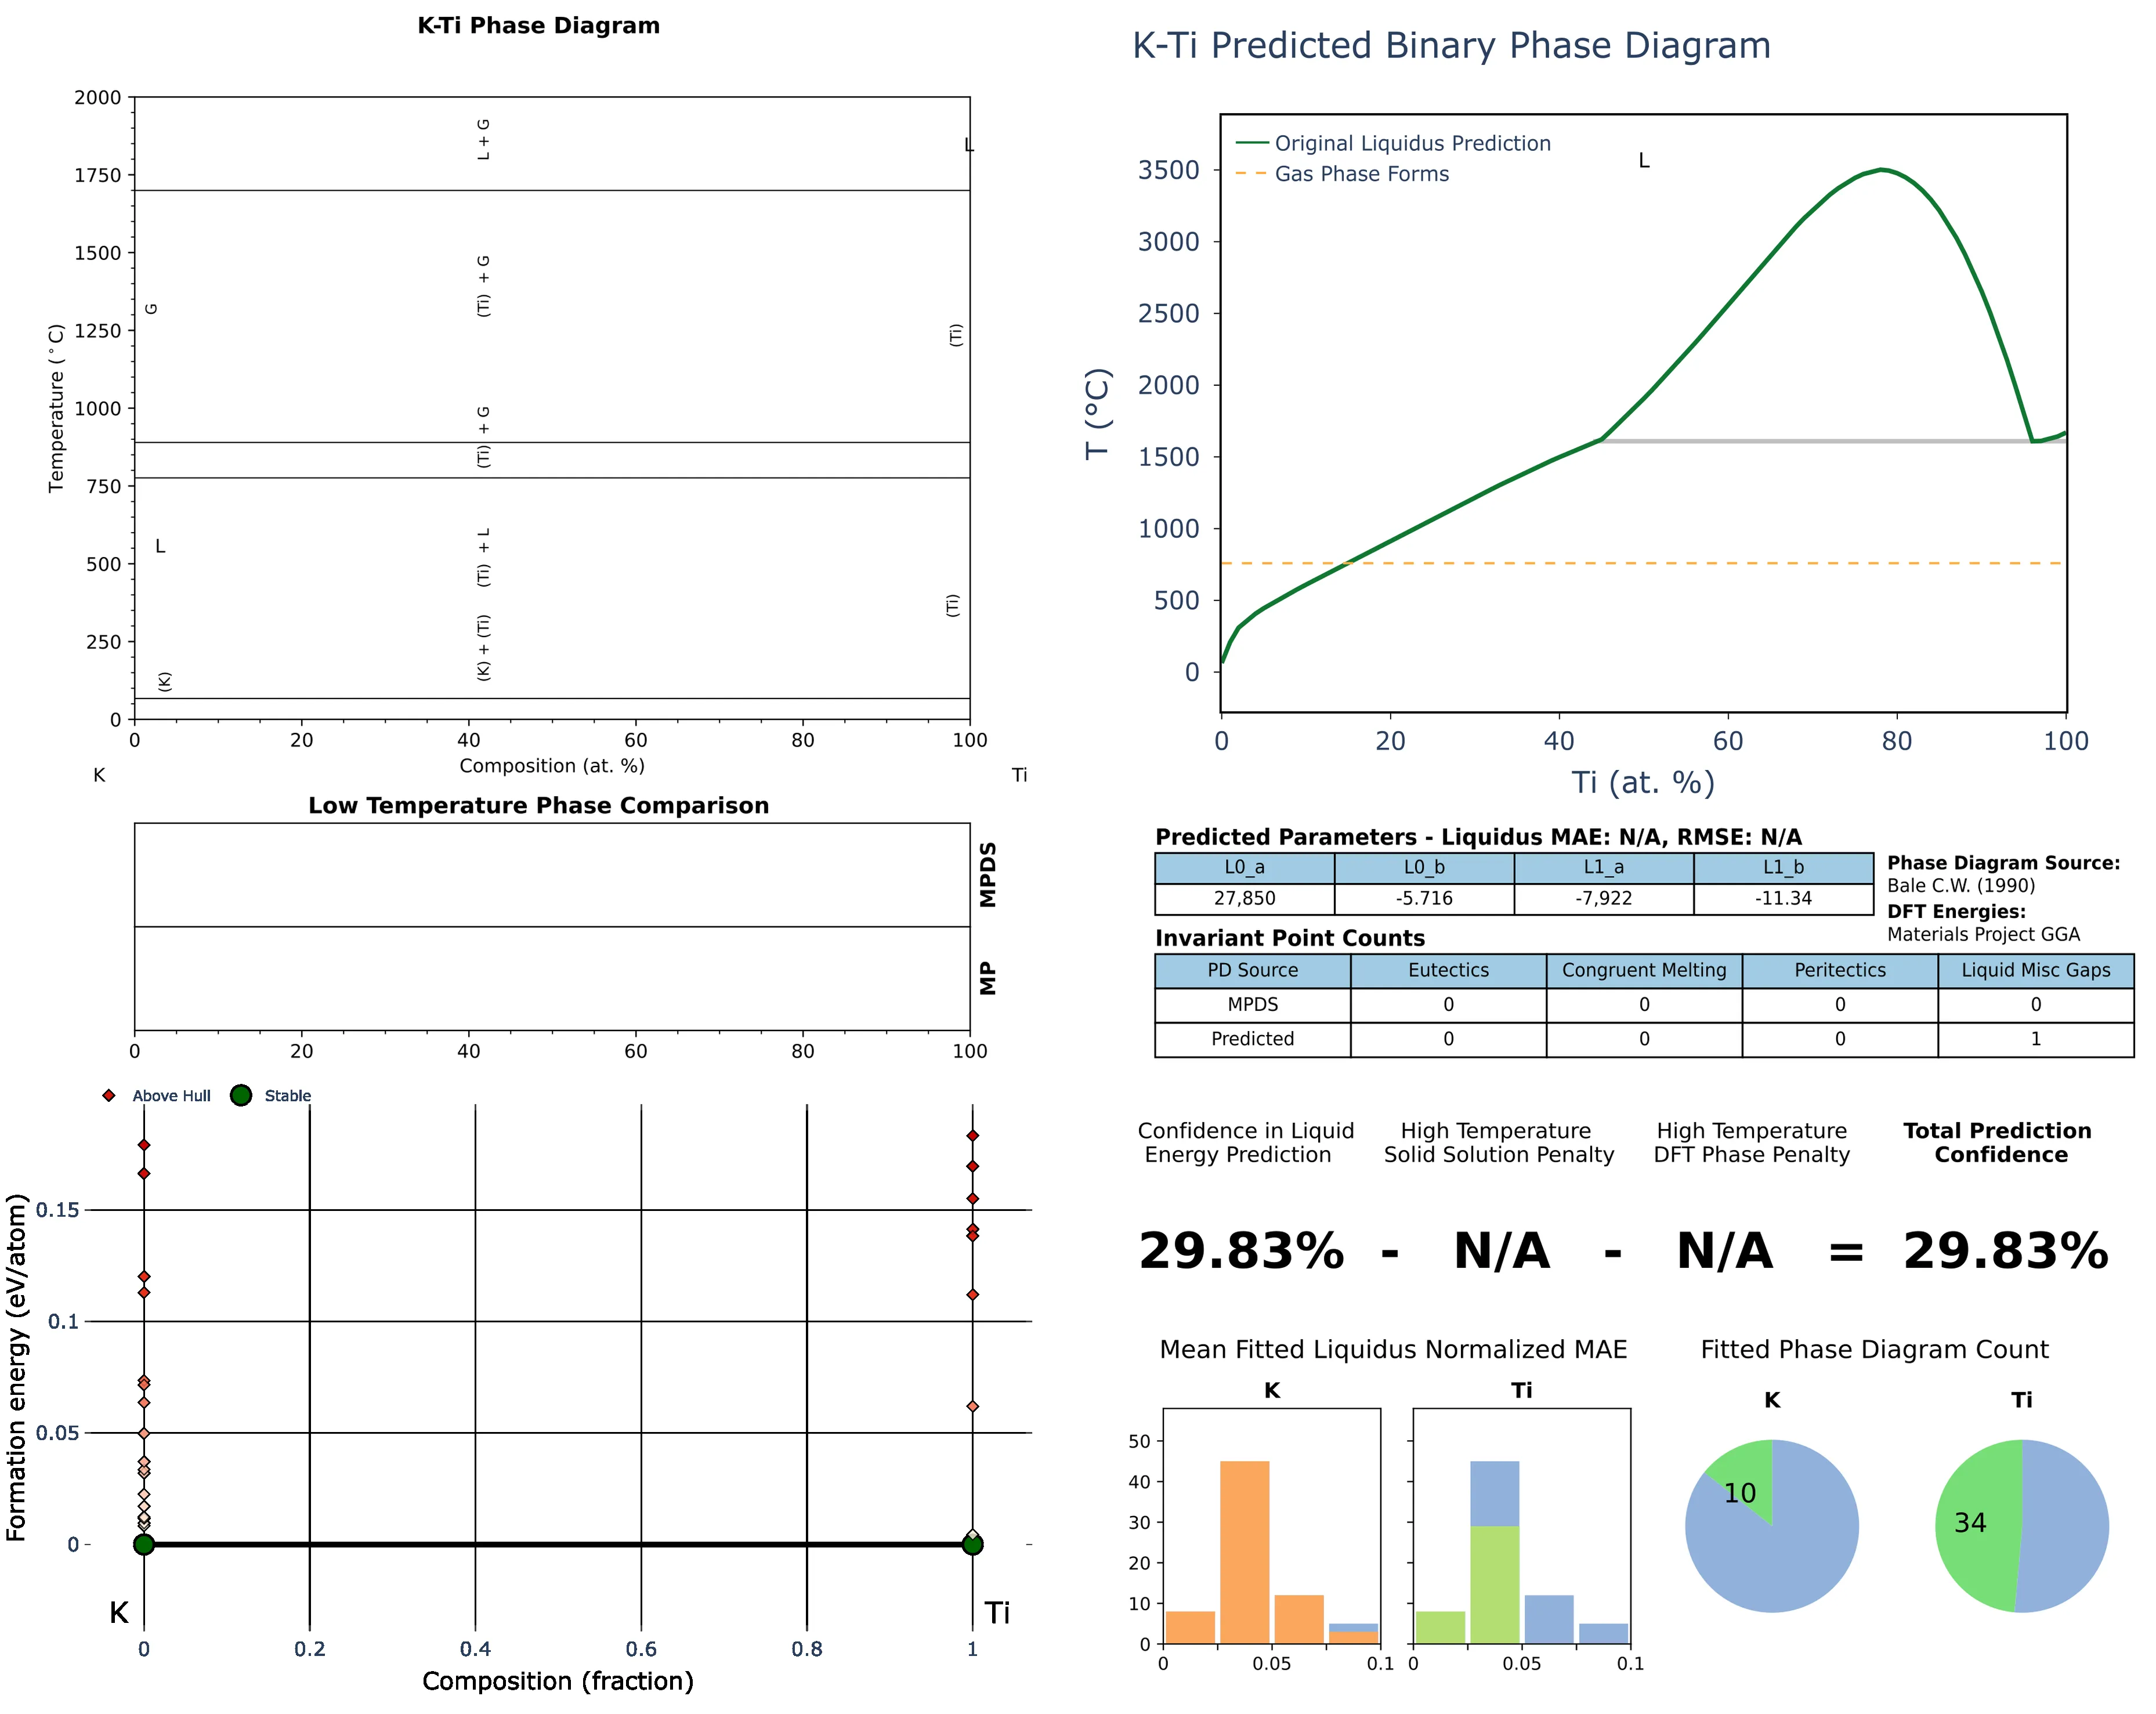 K-Ti Phase Diagram
2000
1750
1500
1250
1000
750
500
250
0
Temperature (°C)
L + G
L
(Ti) + G
G
(Ti)
(Ti) + G
(Ti) + L
L
(Ti)
(K) + (Ti)
(K)
0 20 40 60 80 100
Composition (at. %)
K Ti
Low Temperature Phase Comparison
MPDS
MP
0 20 40 60 80 100
Above Hull Stable
0.15
0.1
0.05
0
Formation energy (eV/atom)
K Ti
0 0.2 0.4 0.6 0.8 1
Composition (fraction)
K-Ti Predicted Binary Phase Diagram
Original Liquidus Prediction
Gas Phase Forms
L
3500
3000
2500
2000
1500
1000
500
0
T (°C)
0 20 40 60 80 100
Ti (at. %)
Predicted Parameters - Liquidus MAE: N/A, RMSE: N/A
L0_a L0_b L1_a L1_b
27,850 -5.716 -7,922 -11.34
Phase Diagram Source:
Bale C.W. (1990)
DFT Energies:
Materials Project GGA
Invariant Point Counts
PD Source Eutectics Congruent Melting Peritectics Liquid Misc Gaps
MPDS 0 0 0 0
Predicted 0 0 0 1
Confidence in Liquid
Energy Prediction
High Temperature
Solid Solution Penalty
High Temperature
DFT Phase Penalty
Total Prediction
Confidence
29.83% - N/A - N/A = 29.83%
Mean Fitted Liquidus Normalized MAE
K Ti
50
40
30
20
10
0
0 0.05 0.1 0 0.05 0.1
Fitted Phase Diagram Count
K Ti
10 34